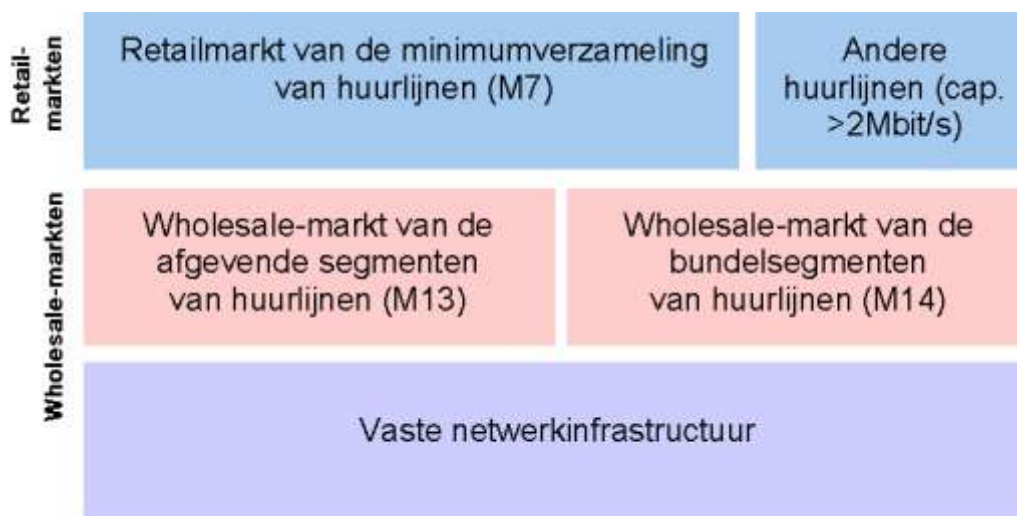 Retail-
markten
Retailmarkt van de minimumverzameling
van huurlijnen (M7)
Andere
huurlijnen (cap.
>2Mbit/s)
Wholesale-markten
Wholesale-markt van de
afgevende segmenten
van huurlijnen (M13)
Wholesale-markt van de
bundelsegmenten
van huurlijnen (M14)
Vaste netwerkinfrastructuur